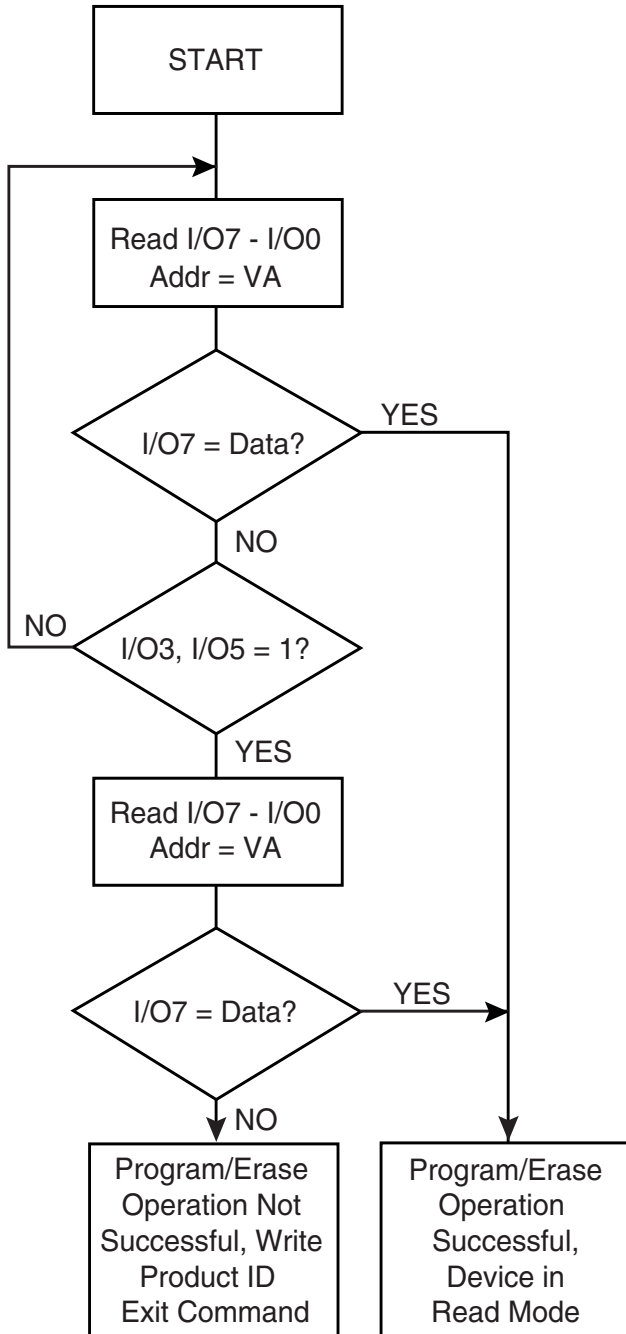 START
Read I/O7 - I/O0
Addr = VA
I/O7 = Data?
YES
NO
I/O3, I/O5 = 1?
NO
YES
Read I/O7 - I/O0
Addr = VA
I/O7 = Data?
YES
NO
Program/Erase
Operation Not
Successful, Write
Product ID
Exit Command
Program/Erase
Operation
Successful,
Device in
Read Mode